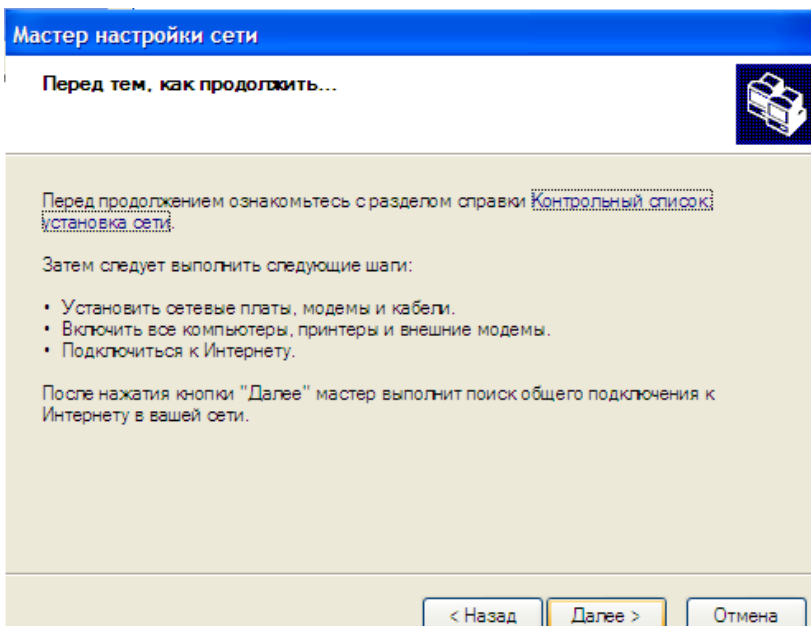 Мастер настройки сети
Перед тем, как продолжить...
Перед продолжением ознакомьтесь с разделом справки Контрольный список:
установка сети.
Затем следует выполнить следующие шаги:
• Установить сетевые платы, модемы и кабели.
• Включить все компьютеры, принтеры и внешние модемы.
• Подключиться к Интернету.
После нажатия кнопки "Далее" мастер выполнит поиск общего подключения к
Интернету в вашей сети.
< Назад Далее > Отмена